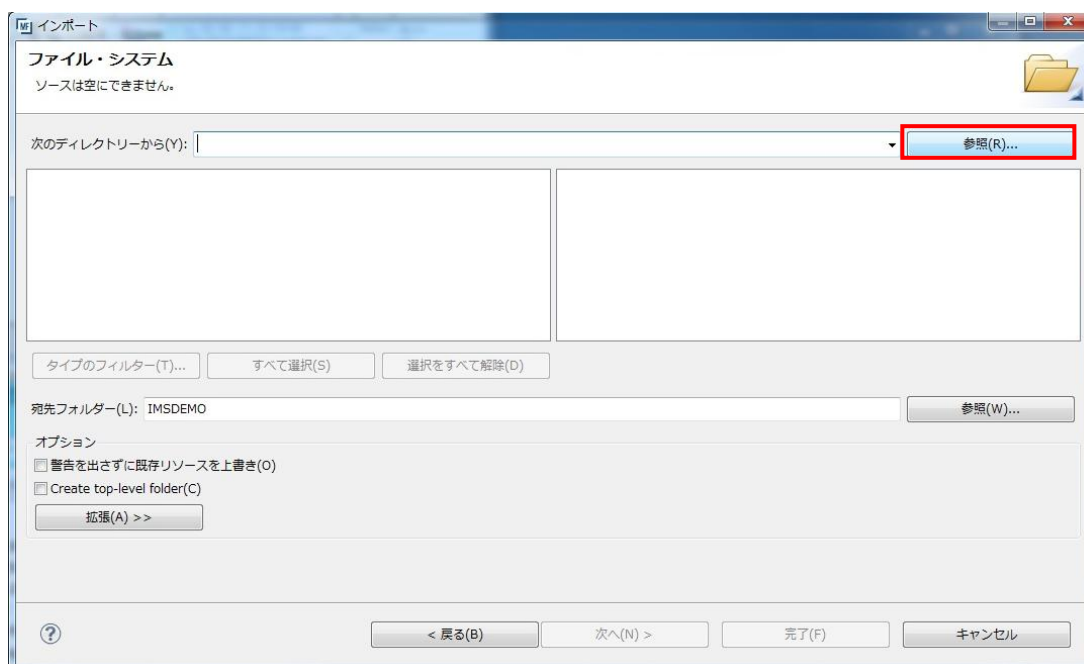 MF インポート
ファイル・システム
ソースは空にできません。
次のディレクトリーから(Y): 参照(R)...
タイプのフィルター(T)... すべて選択(S) 選択をすべて解除(D)
宛先フォルダー(L): IMSDEMO 参照(W)...
オプション
警告を出さずに既存リソースを上書き(O)
Create top-level folder(C)
拡張(A) >>
? < 戻る(B) 次へ(N) > 完了(F) キャンセル